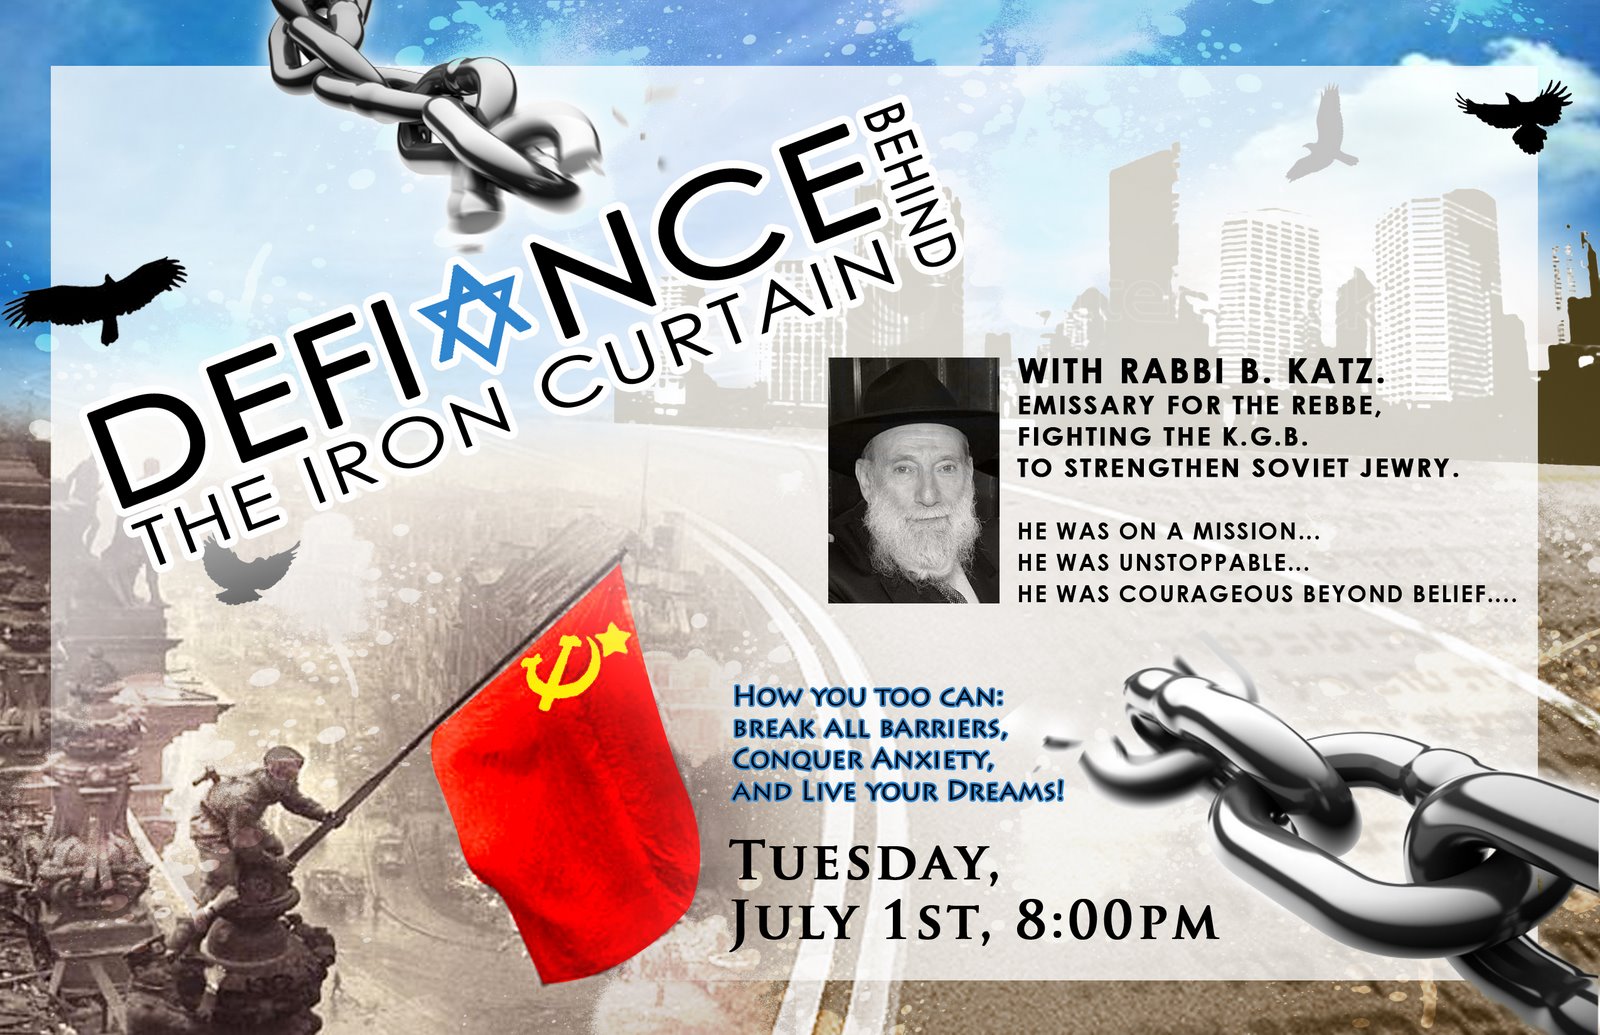 DEFIANCE
BEHIND
THE IRON CURTAIN
WITH RABBI B. KATZ.
EMISSARY FOR THE REBBE,
FIGHTING THE K.G.B.
TO STRENGTHEN SOVIET JEWRY.
HE WAS ON A MISSION...
HE WAS UNSTOPPABLE...
HE WAS COURAGEOUS BEYOND BELIEF....
How you too can:
break all barriers,
Conquer Anxiety,
and Live your Dreams!
Tuesday,
July 1st, 8:00pm